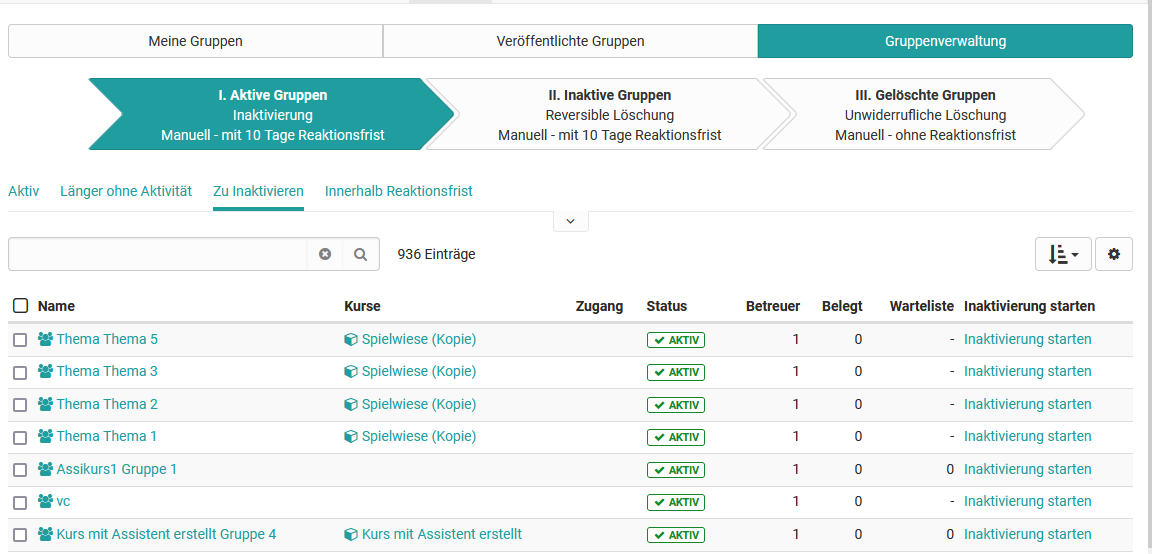 Meine Gruppen Veröffentlichte Gruppen Gruppenverwaltung
I. Aktive Gruppen
Inaktivierung
Manuell - mit 10 Tage Reaktionsfrist
II. Inaktive Gruppen
Reversible Löschung
Manuell - mit 10 Tage Reaktionsfrist
III. Gelöschte Gruppen
Unwiderrufliche Löschung
Manuell - ohne Reaktionsfrist
Aktiv Länger ohne Aktivität Zu Inaktivieren Innerhalb Reaktionsfrist
936 Einträge
Name Kurse Zugang Status Betreuer Belegt Warteliste Inaktivierung starten
Thema Thema 5 Spielwiese (Kopie) AKTIV 1 0 - Inaktivierung starten
Thema Thema 3 Spielwiese (Kopie) AKTIV 1 0 - Inaktivierung starten
Thema Thema 2 Spielwiese (Kopie) AKTIV 1 0 - Inaktivierung starten
Thema Thema 1 Spielwiese (Kopie) AKTIV 1 0 - Inaktivierung starten
Assikurs1 Gruppe 1 AKTIV 1 0 0 Inaktivierung starten
vc AKTIV 1 0 - Inaktivierung starten
Kurs mit Assistent erstellt Gruppe 4 Kurs mit Assistent erstellt AKTIV 1 0 0 Inaktivierung starten